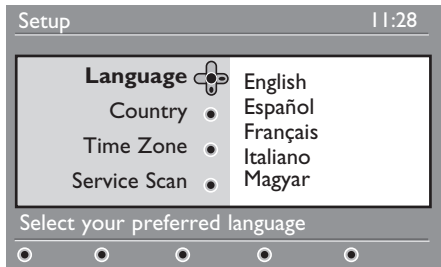 Setup 11:28
Language
Country
Time Zone
Service Scan
English
Español
Français
Italiano
Magyar
Select your preferred language